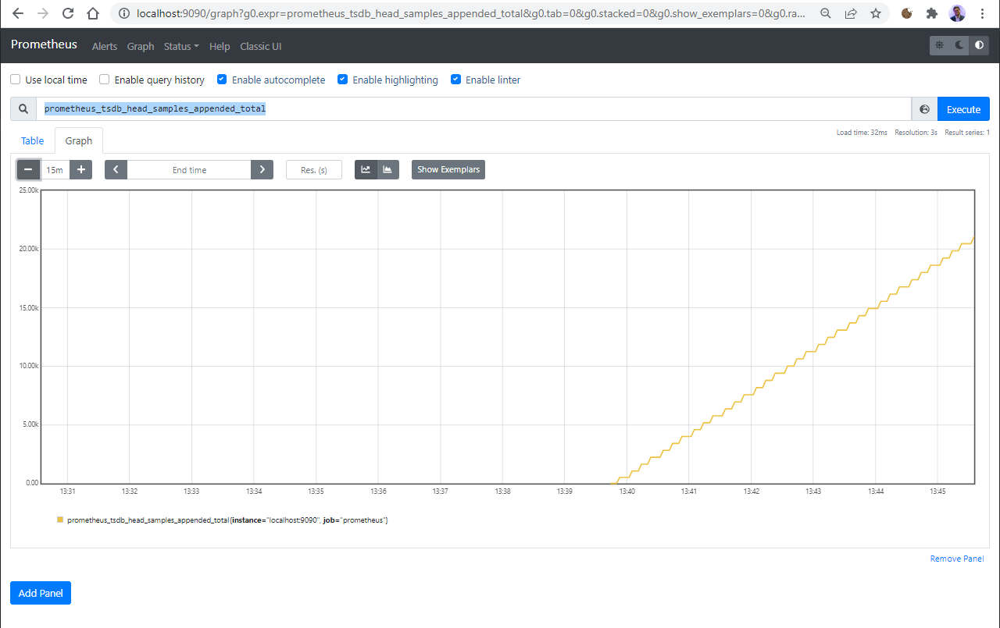 localhost:9090/graph?g0.expr=prometheus_tsdb_head_samples_appended_total&g0.tab=0&g0.stacked=0&g0.show_exemplars=0&g0.ra...
Prometheus Alerts Graph Status Help Classic UI
Use local time Enable query history Enable autocomplete Enable highlighting Enable linter
prometheus_tsdb_head_samples_appended_total Execute
Load time: 32ms Resolution: 3s Result series: 1
Table Graph
15m End time Res. (s) Show Exemplars
25.00k
20.00k
15.00k
10.00k
5.00k
0.00
13:31 13:32 13:33 13:34 13:35 13:36 13:37 13:38 13:39 13:40 13:41 13:42 13:43 13:44 13:45
prometheus_tsdb_head_samples_appended_total{instance="localhost:9090", job="prometheus"}
Remove Panel
Add Panel